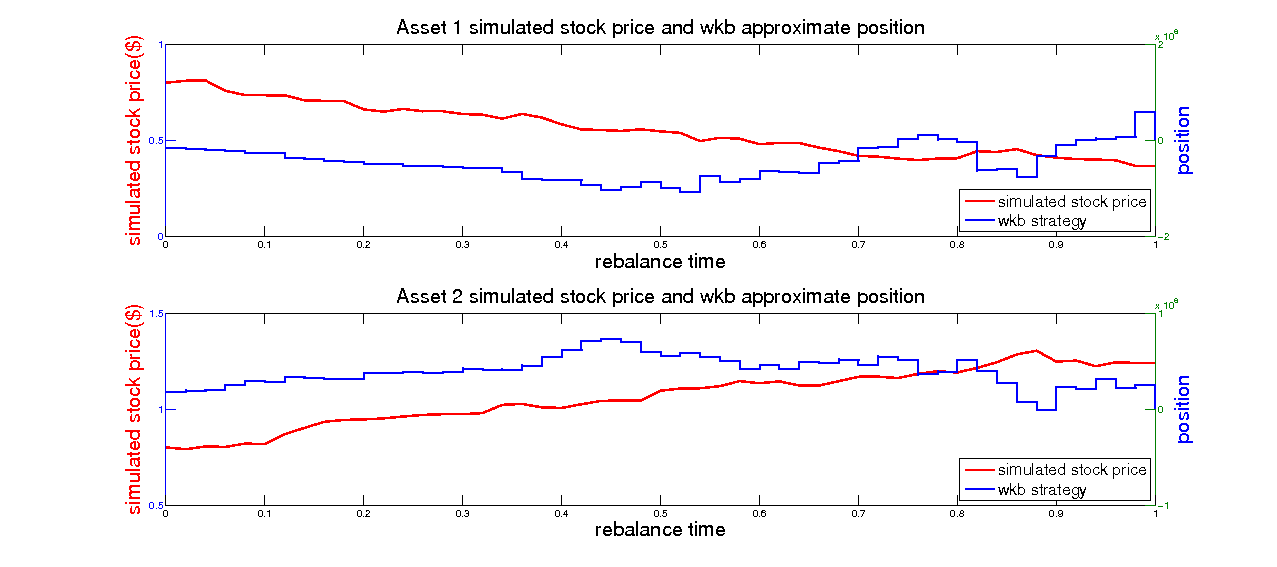 Asset 1 simulated stock price and wkb approximate position
simulated stock price($)
1
0.5
0
x 10^6
2
0
-2
position
simulated stock price
wkb strategy
0 0.1 0.2 0.3 0.4 0.5 0.6 0.7 0.8 0.9 1
rebalance time
Asset 2 simulated stock price and wkb approximate position
simulated stock price($)
1.5
1
0.5
1
0
-1
position
simulated stock price
wkb strategy
0 0.1 0.2 0.3 0.4 0.5 0.6 0.7 0.8 0.9 1
rebalance time